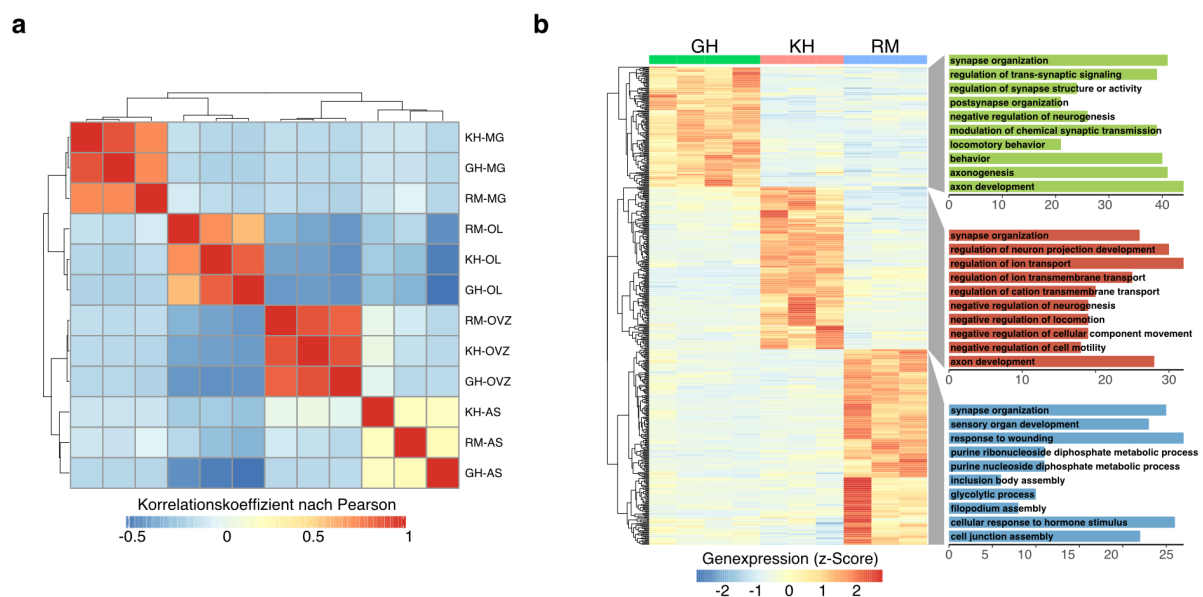 a
KH-MG
GH-MG
RM-MG
RM-OL
KH-OL
GH-OL
RM-OVZ
KH-OVZ
GH-OVZ
KH-AS
RM-AS
GH-AS
Korrelationskoeffizient nach Pearson
-0.5 0 0.5 1
b
GH KH RM
synapse organization
regulation of trans-synaptic signaling
regulation of synapse structure or activity
postsynapse organization
negative regulation of neurogenesis
modulation of chemical synaptic transmission
locomotory behavior
behavior
axonogenesis
axon development
0 10 20 30 40
synapse organization
regulation of neuron projection development
regulation of ion transport
regulation of ion transmembrane transport
regulation of cation transmembrane transport
negative regulation of neurogenesis
negative regulation of locomotion
negative regulation of cellular component movement
negative regulation of cell motility
axon development
0 10 20 30
synapse organization
sensory organ development
response to wounding
purine ribonucleoside diphosphate metabolic process
purine nucleoside diphosphate metabolic process
inclusion body assembly
glycolytic process
filopodium assembly
cellular response to hormone stimulus
cell junction assembly
0 5 10 15 20 25
Genexpression (z-Score)
-2 -1 0 1 2